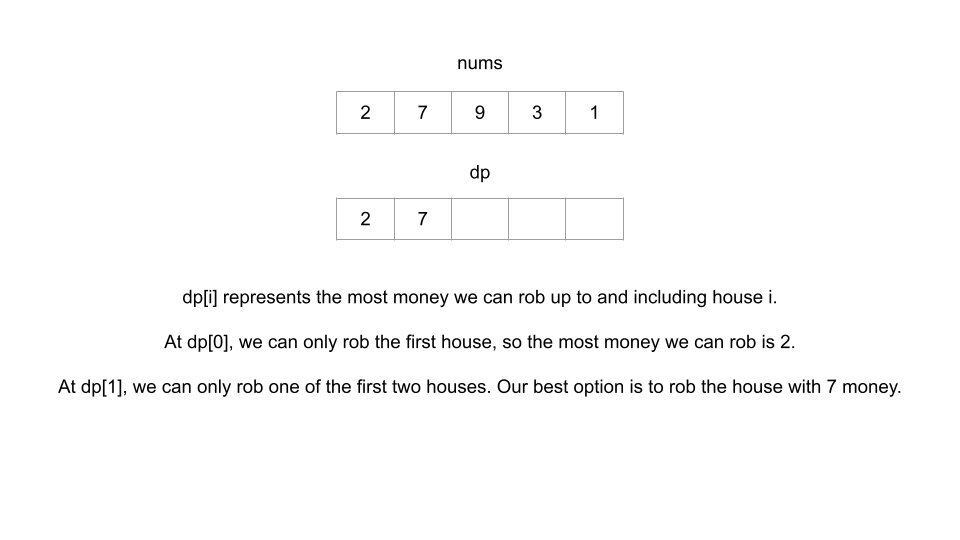 nums
2 7 9 3 1
dp
2 7
dp[i] represents the most money we can rob up to and including house i.
At dp[0], we can only rob the first house, so the most money we can rob is 2.
At dp[1], we can only rob one of the first two houses. Our best option is to rob the house with 7 money.